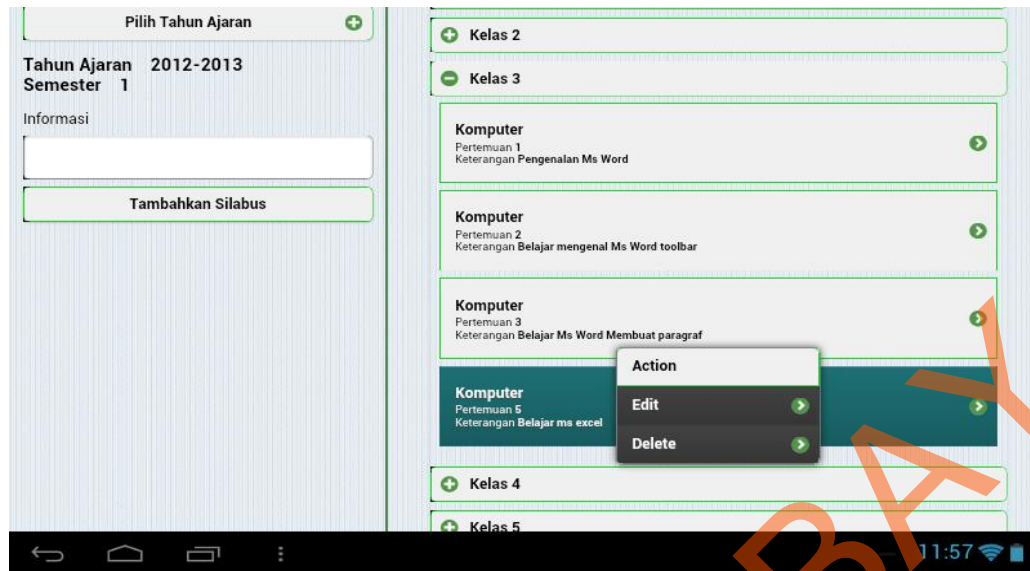 Pilih Tahun Ajaran
Tahun Ajaran 2012-2013
Semester 1
Informasi
Tambahkan Silabus
Kelas 2
Kelas 3
Komputer
Pertemuan 1
Keterangan Pengenalan Ms Word
Komputer
Pertemuan 2
Keterangan Belajar mengenal Ms Word toolbar
Komputer
Pertemuan 3
Keterangan Belajar Ms Word Membuat paragraf
Komputer
Pertemuan 5
Keterangan Belajar ms excel
Action
Edit
Delete
Kelas 4
Kelas 5
11:57
BAY